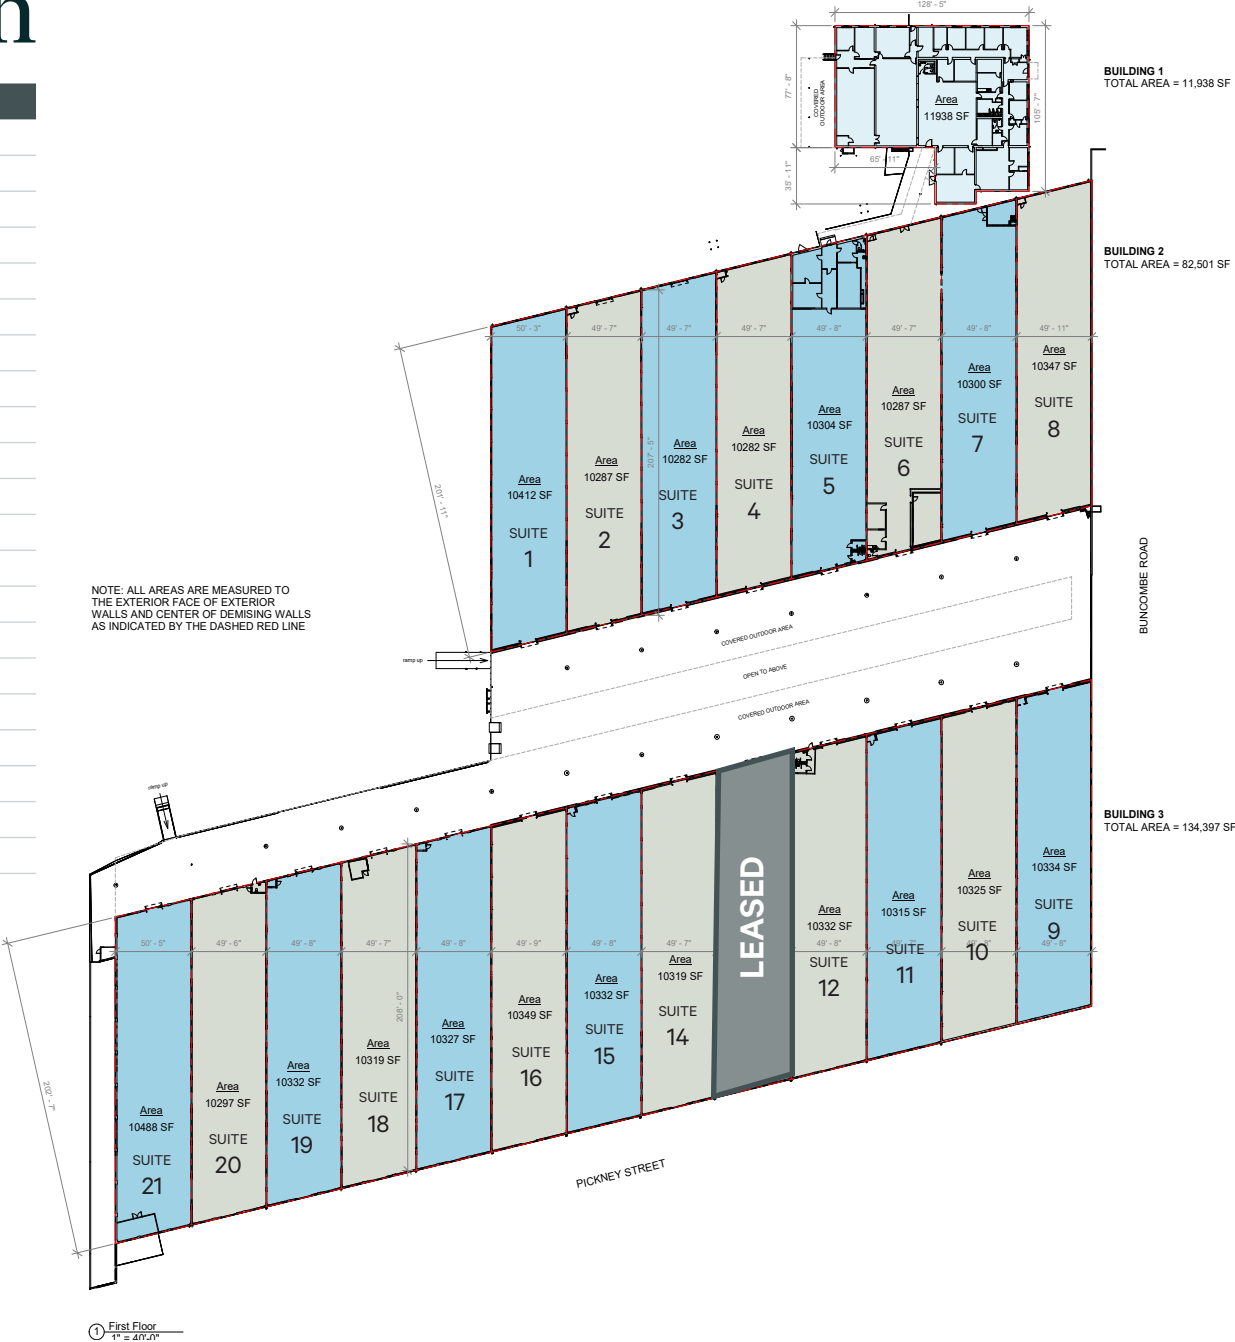 n
128' - 5"
77' - 8"
COVERED
OUTDOOR AREA
Area
11938 SF
105' - 7"
65' - 11"
35' - 11"
BUILDING 1
TOTAL AREA = 11,938 SF
BUILDING 2
TOTAL AREA = 82,501 SF
50' - 3"
49' - 7"
49' - 7"
49' - 7"
49' - 8"
49' - 7"
49' - 8"
49' - 11"
201' - 11"
207' - 5"
Area
10412 SF
SUITE
1
Area
10287 SF
SUITE
2
Area
10282 SF
SUITE
3
Area
10282 SF
SUITE
4
Area
10304 SF
SUITE
5
Area
10287 SF
SUITE
6
Area
10300 SF
SUITE
7
Area
10347 SF
SUITE
8
NOTE: ALL AREAS ARE MEASURED TO
THE EXTERIOR FACE OF EXTERIOR
WALLS AND CENTER OF DEMISING WALLS
AS INDICATED BY THE DASHED RED LINE
BUNCOMBE ROAD
ramp up
COVERED OUTDOOR AREA
OPEN TO ABOVE
COVERED OUTDOOR AREA
ramp up
BUILDING 3
TOTAL AREA = 134,397 SF
50' - 5"
49' - 6"
49' - 8"
49' - 7"
49' - 8"
49' - 9"
49' - 8"
49' - 7"
49' - 8"
49' - 8"
202' - 7"
208' - 0"
Area
10488 SF
SUITE
21
Area
10297 SF
SUITE
20
Area
10332 SF
SUITE
19
Area
10319 SF
SUITE
18
Area
10327 SF
SUITE
17
Area
10349 SF
SUITE
16
Area
10332 SF
SUITE
15
Area
10319 SF
SUITE
14
LEASED
Area
10332 SF
SUITE
12
Area
10315 SF
SUITE
11
Area
10325 SF
SUITE
10
Area
10334 SF
SUITE
9
PICKNEY STREET
1
First Floor
1" = 40'-0"